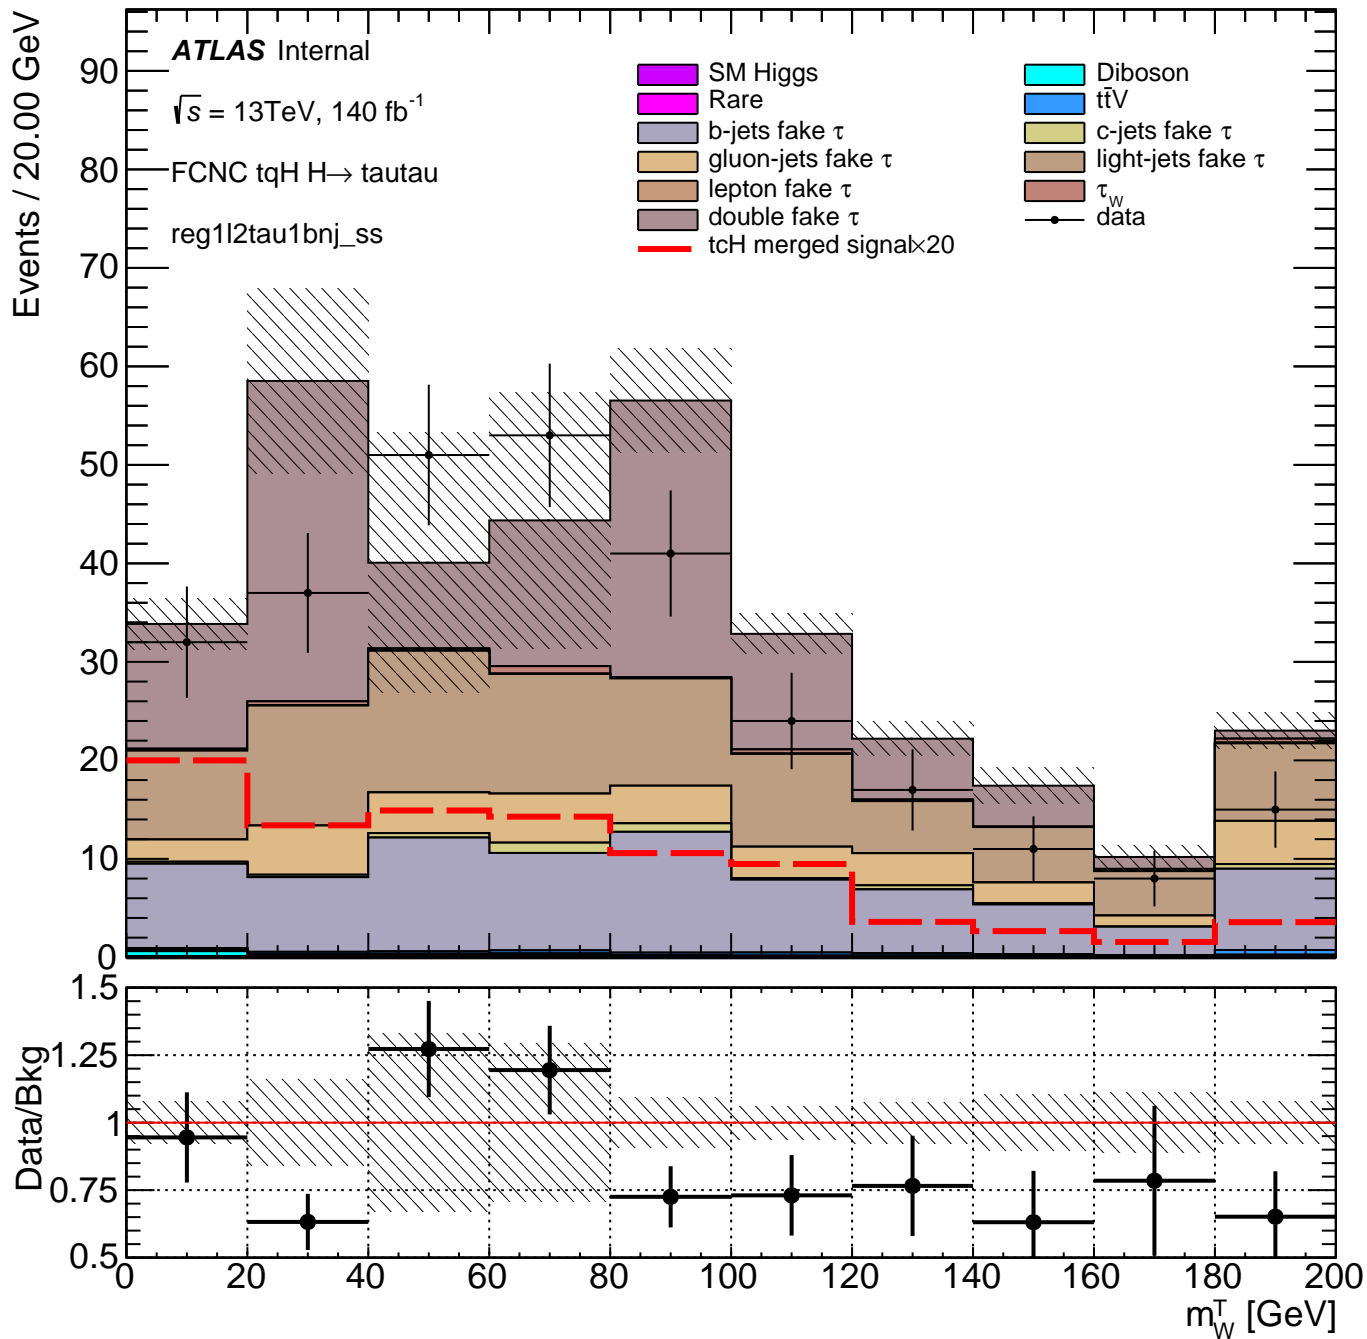 Events / 20.00 GeV
90
80
70
60
50
40
30
20
10
0
ATLAS Internal
√s = 13TeV, 140 fb⁻¹
FCNC tqH H→ tautau
reg1l2tau1bnj_ss
SM Higgs
Rare
b-jets fake τ
gluon-jets fake τ
lepton fake τ
double fake τ
tcH merged signal×20
Diboson
tt̄V
c-jets fake τ
light-jets fake τ
τ_W
data
Data/Bkg
1.5
1.25
1
0.75
0.5
0 20 40 60 80 100 120 140 160 180 200
m_W^T [GeV]